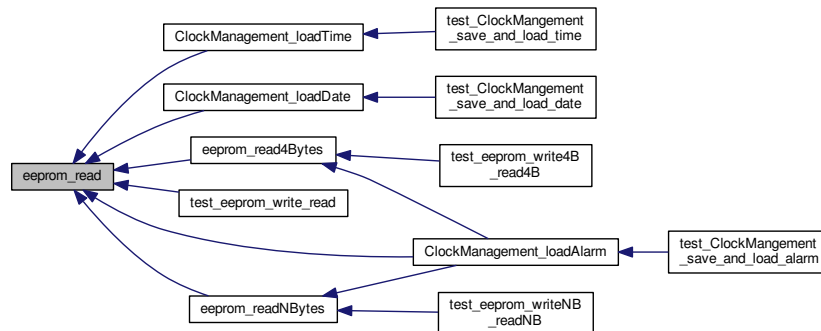 ClockManagement_loadTime
test_ClockMangement
_save_and_load_time
ClockManagement_loadDate
test_ClockMangement
_save_and_load_date
eeprom_read
eeprom_read4Bytes
test_eeprom_write4B
_read4B
test_eeprom_write_read
ClockManagement_loadAlarm
test_ClockMangement
_save_and_load_alarm
eeprom_readNBytes
test_eeprom_writeNB
_readNB